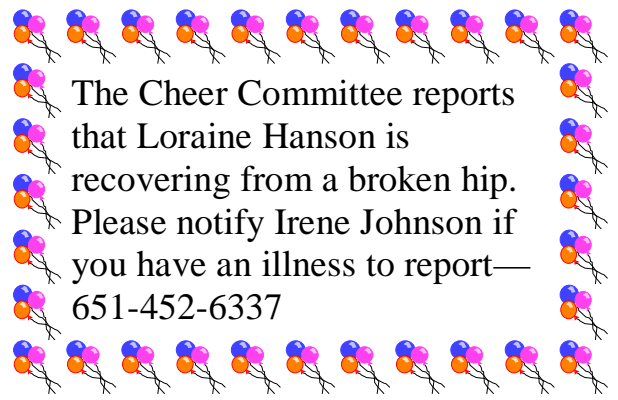 The Cheer Committee reports
that Loraine Hanson is
recovering from a broken hip.
Please notify Irene Johnson if
you have an illness to report—
651-452-6337